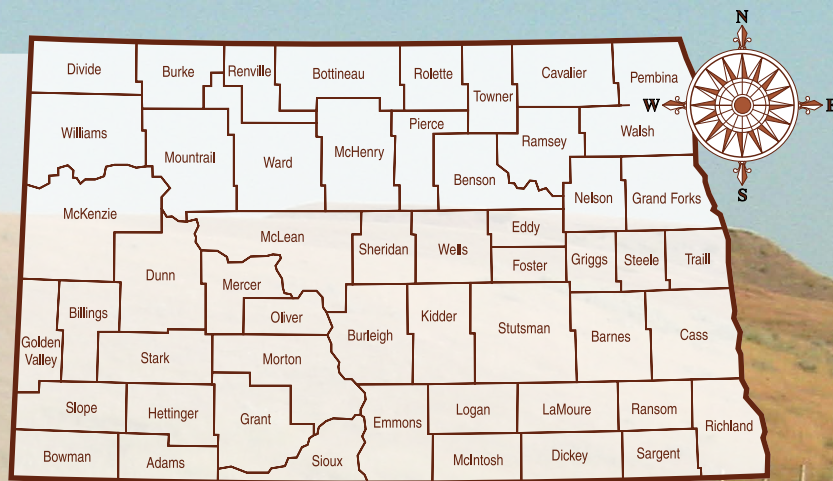 N
Divide
Burke
Renville
Bottineau
Rolette
Towner
Cavalier
Pembina
W
E
Williams
Mountrail
Ward
McHenry
Pierce
Benson
Ramsey
Walsh
S
McKenzie
McLean
Sheridan
Wells
Eddy
Foster
Nelson
Grand Forks
Dunn
Mercer
Oliver
Griggs
Steele
Traill
Golden
Valley
Billings
Stark
Morton
Burleigh
Kidder
Stutsman
Barnes
Cass
Slope
Hettinger
Grant
Emmons
Logan
LaMoure
Ransom
Richland
Bowman
Adams
Sioux
McIntosh
Dickey
Sargent